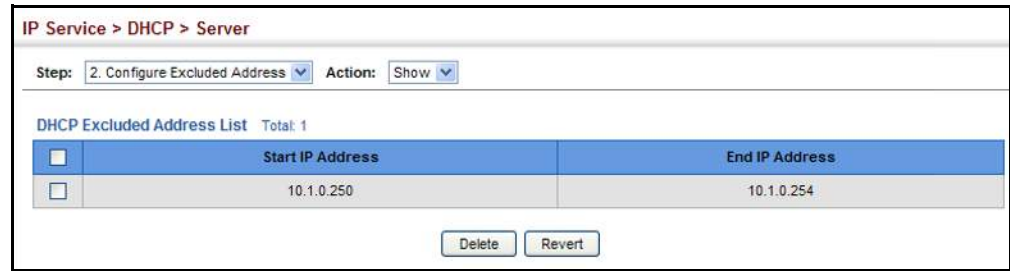 IP Service > DHCP > Server
Step: 2. Configure Excluded Address Action: Show
DHCP Excluded Address List Total: 1
Start IP Address End IP Address
10.1.0.250 10.1.0.254
Delete Revert